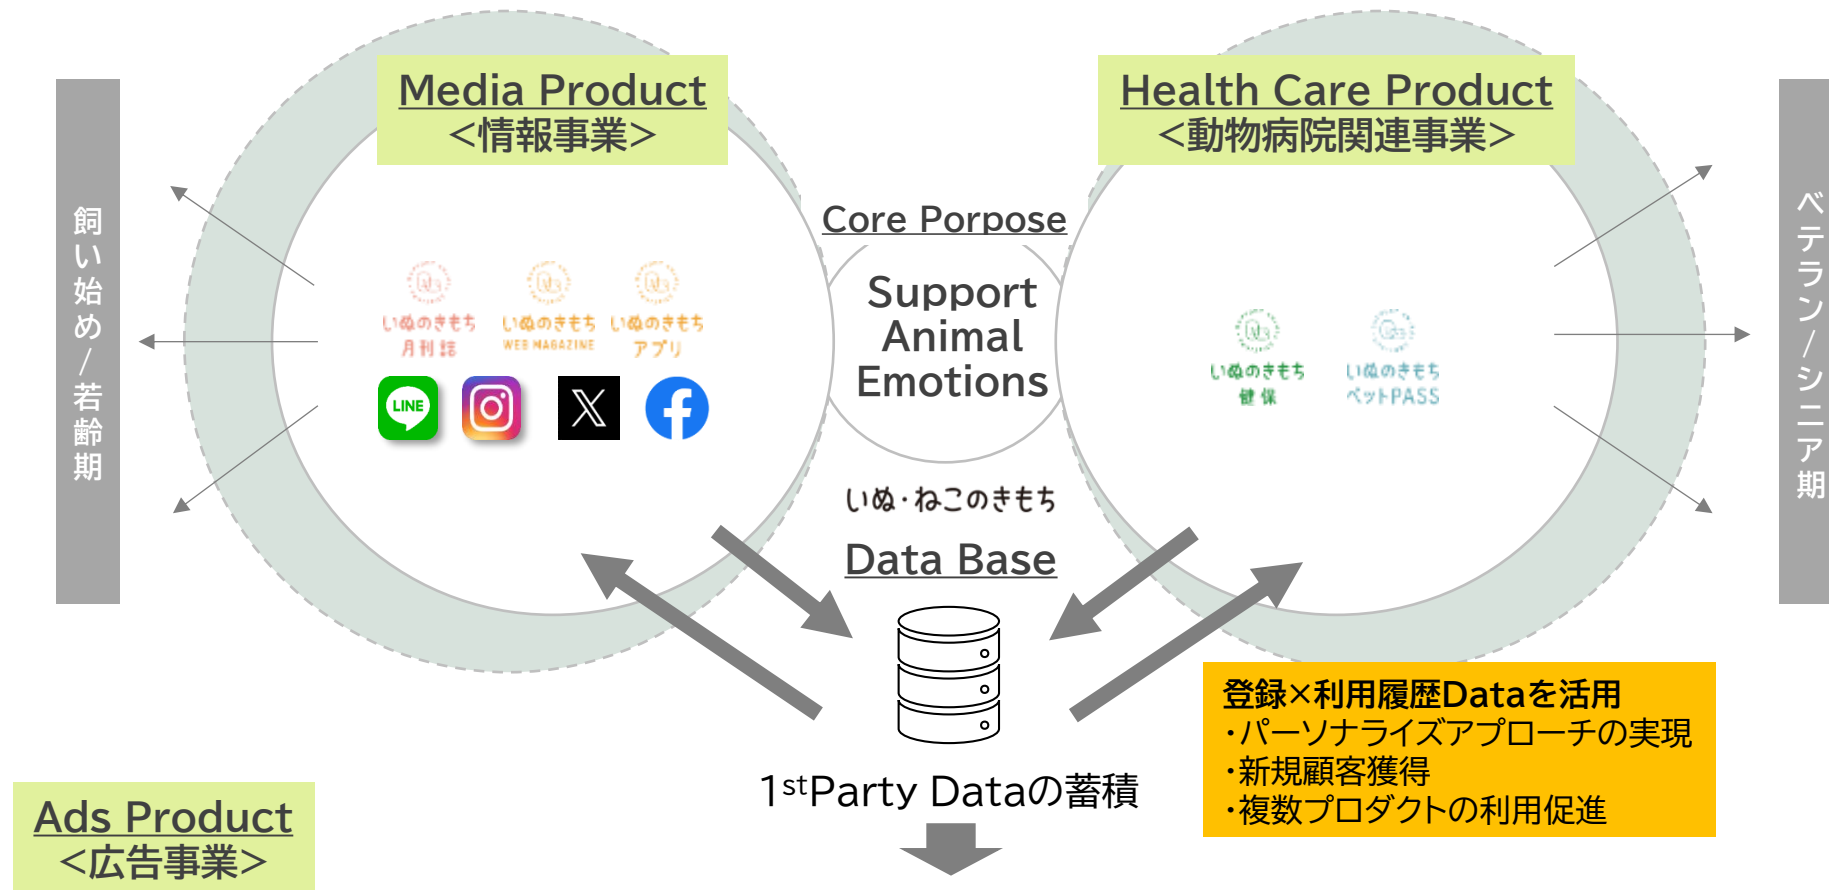 Media Product
<情報事業>
Health Care Product
<動物病院関連事業>
飼い始め/若齢期
ベテラン/シニア期
Core Porpose
Support
Animal
Emotions
いぬのきもち
月刊誌
いぬのきもち
WEB MAGAZINE
いぬのきもち
アプリ
LINE
いぬのきもち
健保
いぬのきもち
ペットPASS
いぬ・ねこのきもち
Data Base
1stParty Dataの蓄積
登録×利用履歴Dataを活用
・パーソナライズアプローチの実現
・新規顧客獲得
・複数プロダクトの利用促進
Ads Product
<広告事業>